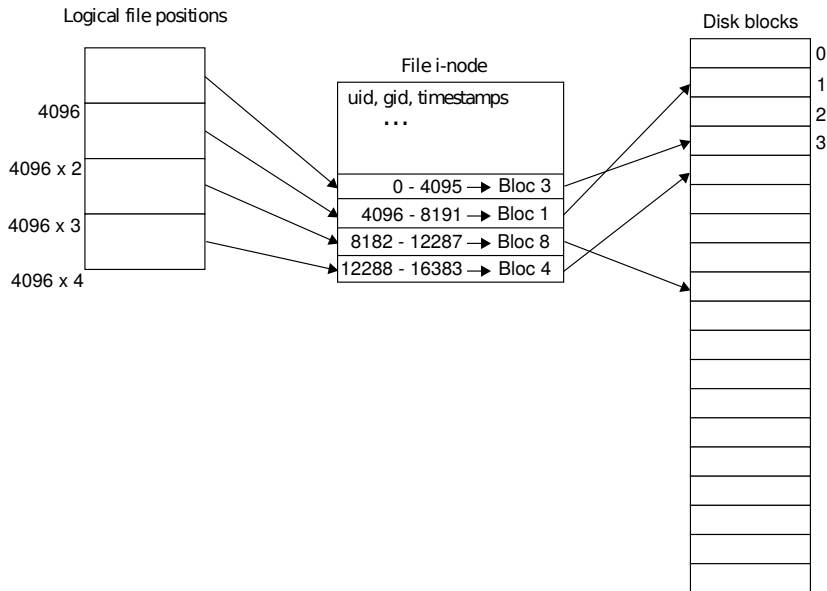 Logical file positions
4096
4096 x 2
4096 x 3
4096 x 4
File i-node
uid, gid, timestamps
...
0 - 4095 → Bloc 3
4096 - 8191 → Bloc 1
8182 - 12287 → Bloc 8
12288 - 16383 → Bloc 4
Disk blocks
0
1
2
3